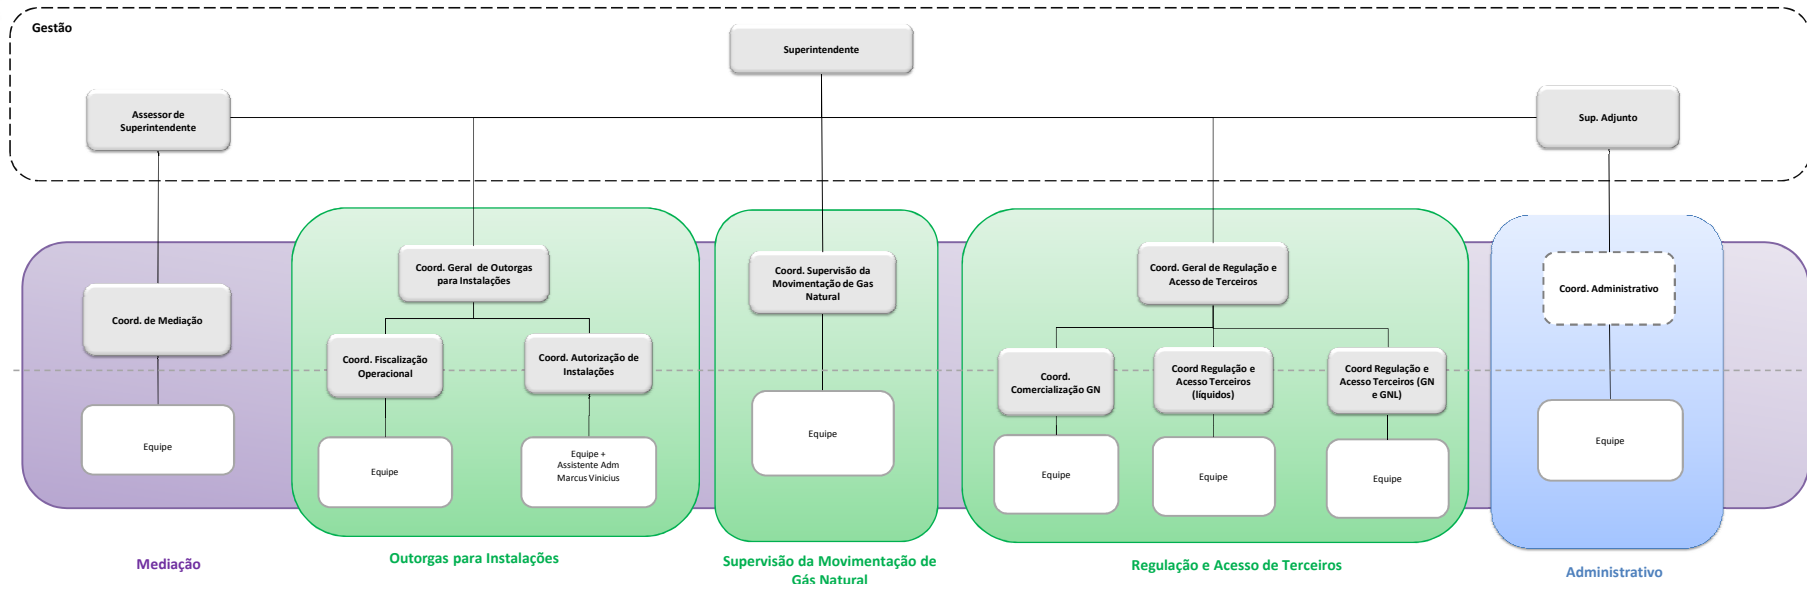 Gestão
Superintendente
Assessor de
Superintendente
Sup. Adjunto
Coord. Geral de Outorgas
para Instalações
Coord. Supervisão da
Movimentação de Gas
Natural
Coord. Geral de Regulação e
Acesso de Terceiros
Coord. Administrativo
Coord. de Mediação
Coord. Fiscalização
Operacional
Coord. Autorização de
Instalações
Coord.
Comercialização GN
Coord Regulação e
Acesso Terceiros
(líquidos)
Coord Regulação e
Acesso Terceiros (GN
e GNL)
Equipe
Equipe
Equipe +
Assistente Adm
Marcus Vinicius
Equipe
Equipe
Equipe
Equipe
Equipe
Mediação
Outorgas para Instalações
Supervisão da Movimentação de
Gás Natural
Regulação e Acesso de Terceiros
Administrativo